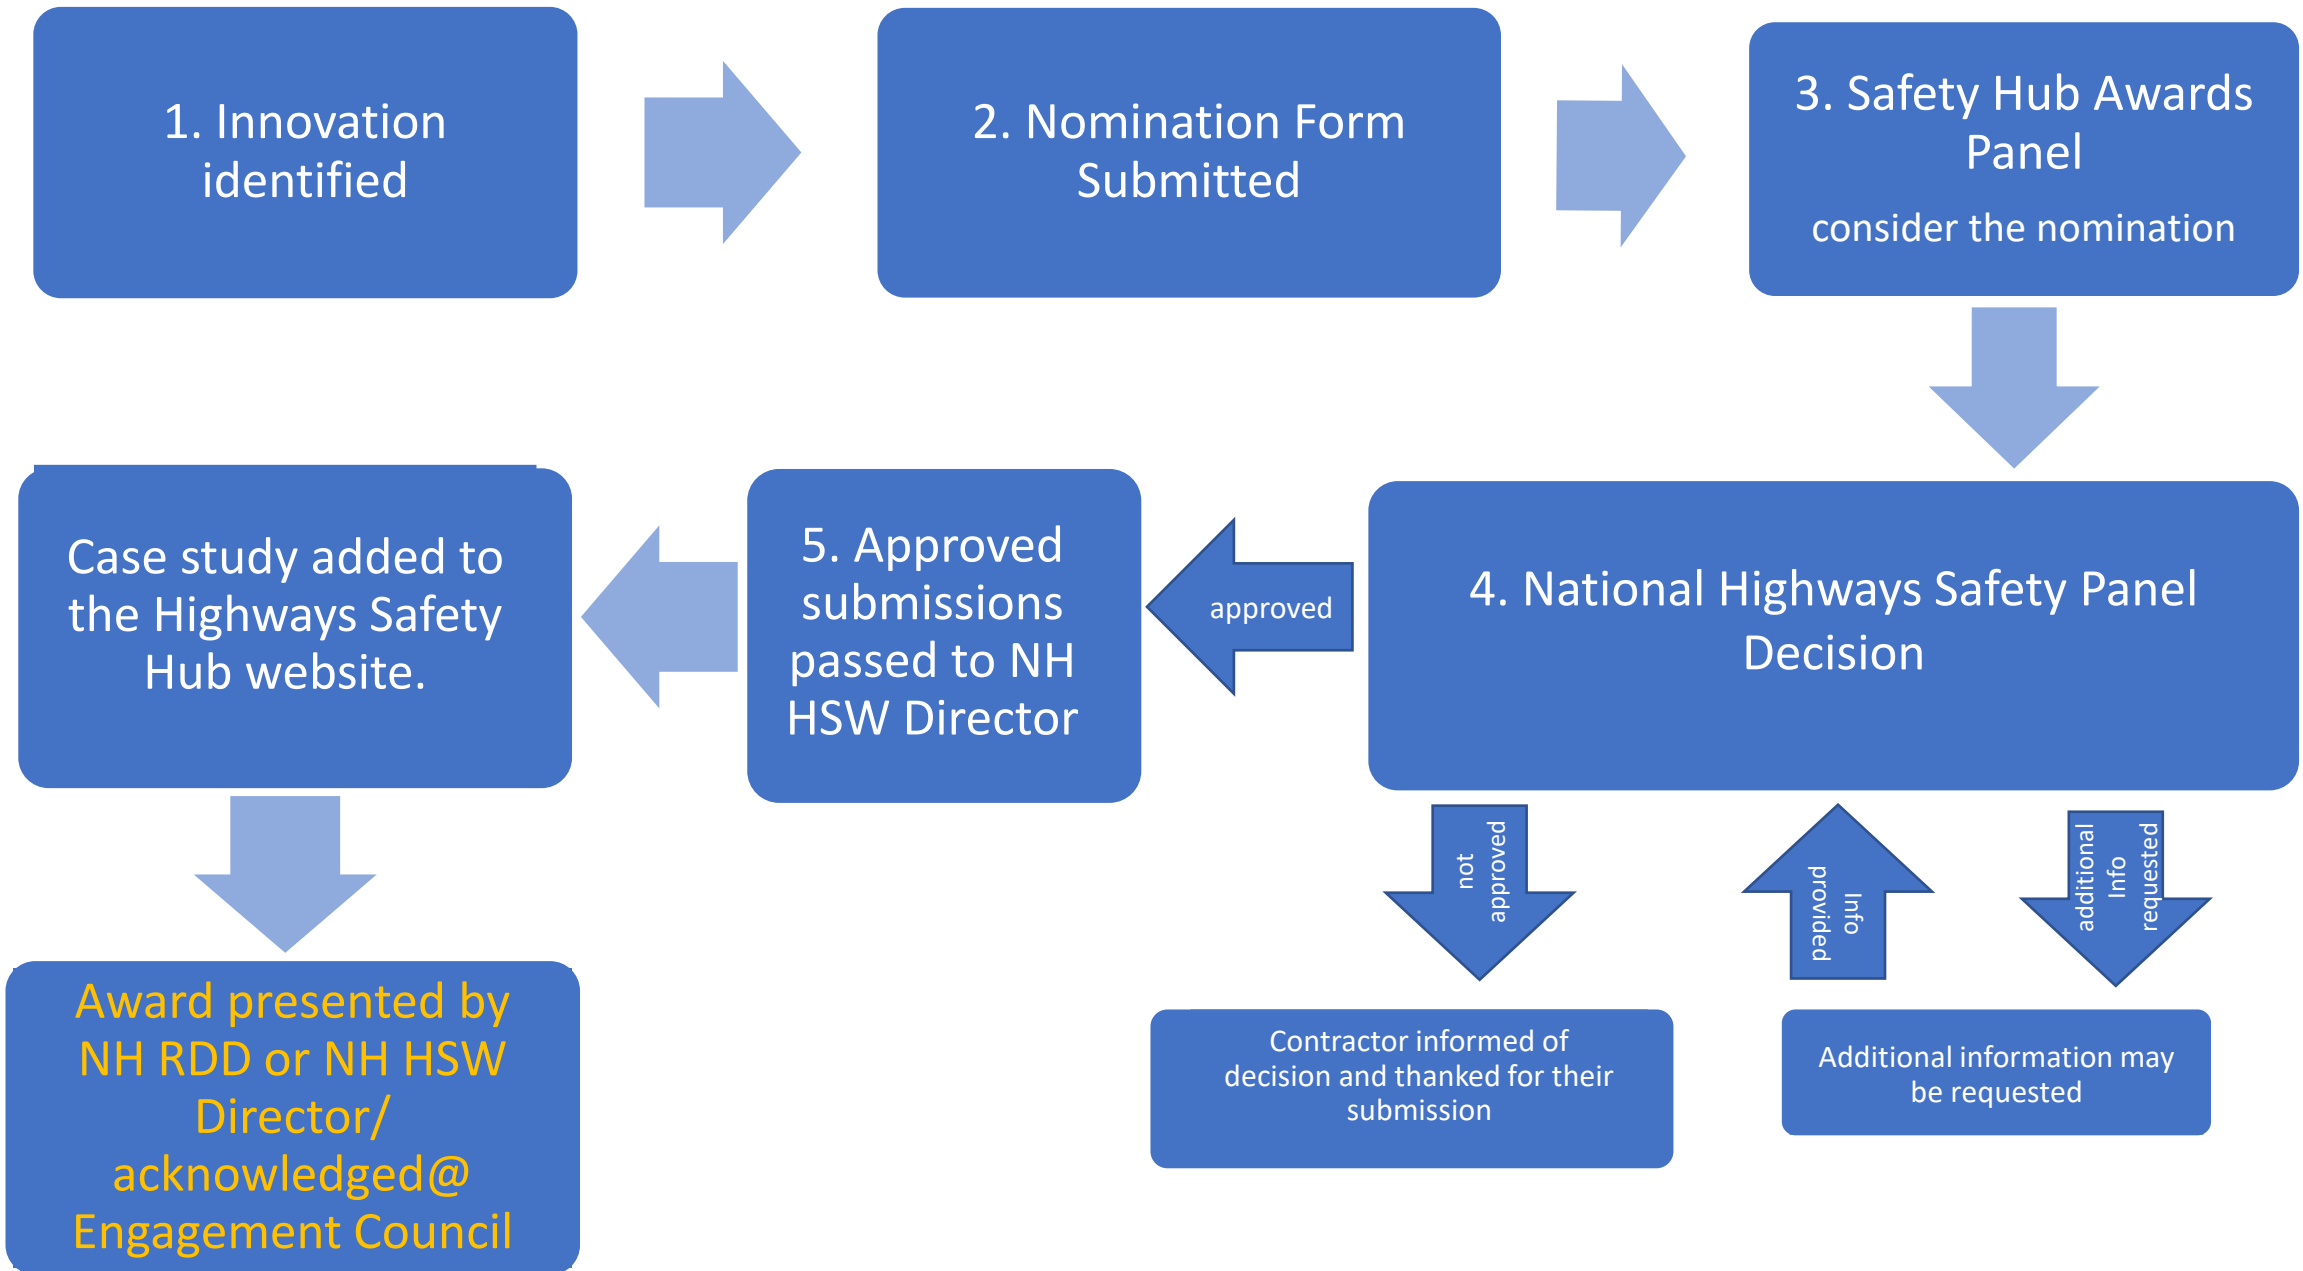 1. Innovation
identified
2. Nomination Form
Submitted
3. Safety Hub Awards
Panel
consider the nomination
4. National Highways Safety Panel
Decision
approved
5. Approved
submissions
passed to NH
HSW Director
Case study added to
the Highways Safety
Hub website.
Award presented by
NH RDD or NH HSW
Director/
acknowledged@
Engagement Council
not
approved
Contractor informed of
decision and thanked for their
submission
Info
provided
additional
Info
requested
Additional information may
be requested